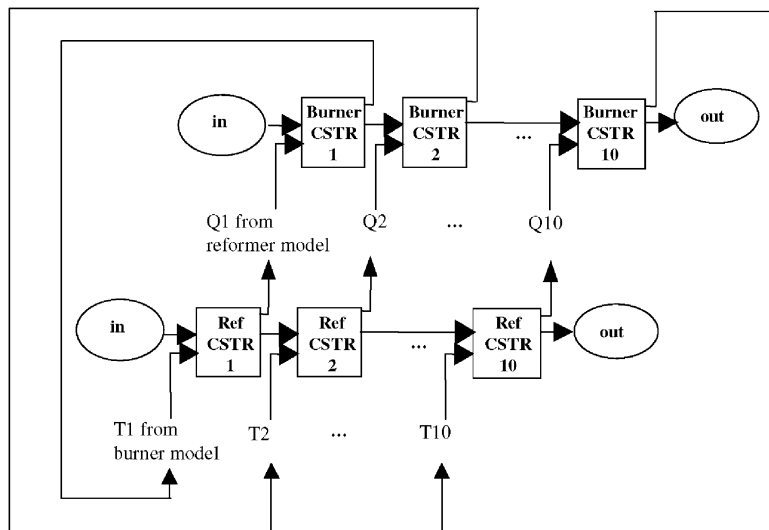 in
Burner
CSTR
1
Burner
CSTR
2
...
Burner
CSTR
10
out
Q1 from
reformer model
Q2
...
Q10
in
Ref
CSTR
1
Ref
CSTR
2
...
Ref
CSTR
10
out
T1 from
burner model
T2
...
T10